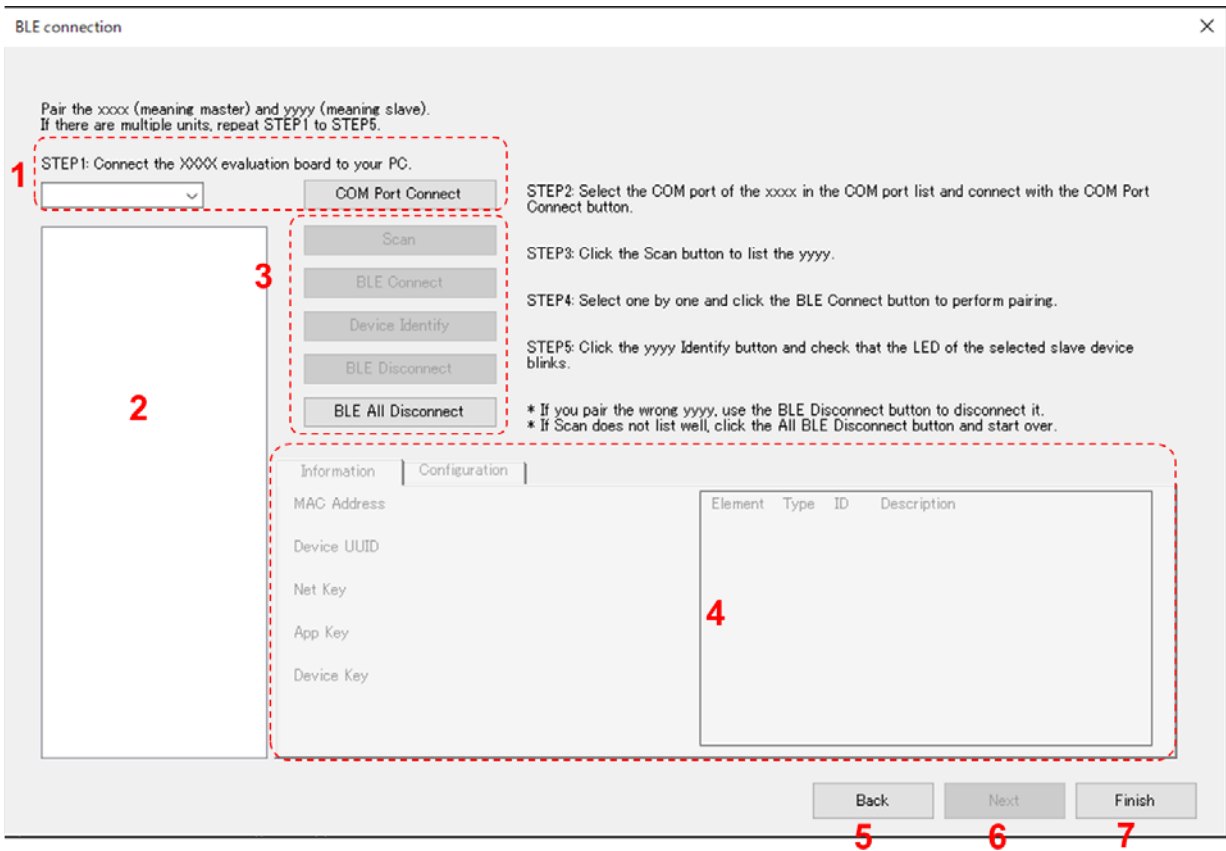 BLE connection
Pair the xxxx (meaning master) and yyyy (meaning slave).
If there are multiple units, repeat STEP1 to STEP5.
1
STEP1: Connect the XXXX evaluation board to your PC.
COM Port Connect
STEP2: Select the COM port of the xxxx in the COM port list and connect with the COM Port
Connect button.
2
3
Scan
STEP3: Click the Scan button to list the yyyy.
BLE Connect
STEP4: Select one by one and click the BLE Connect button to perform pairing.
Device Identify
STEP5: Click the yyyy Identify button and check that the LED of the selected slave device
blinks.
BLE Disconnect
BLE All Disconnect
* If you pair the wrong yyyy, use the BLE Disconnect button to disconnect it.
* If Scan does not list well, click the All BLE Disconnect button and start over.
Information
Configuration
MAC Address
Device UUID
Net Key
App Key
Device Key
4
Element Type ID Description
Back
Next
Finish
5
6
7